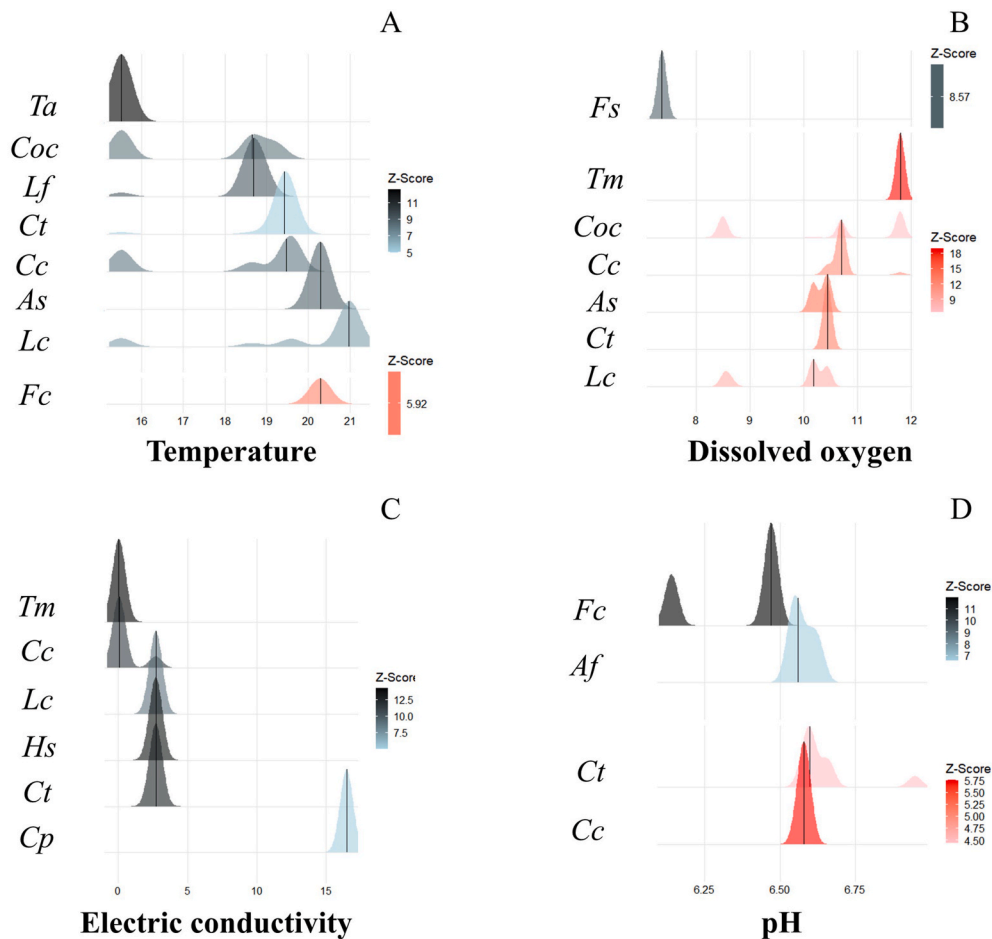 A
Ta
Coc
Lf
Ct
Cc
As
Lc
Fc
Z-Score
11
9
7
5
Z-Score
5.92
16 17 18 19 20 21
Temperature
B
Fs
Tm
Coc
Cc
As
Ct
Lc
Z-Score
8.57
Z-Score
18
15
12
9
8 9 10 11 12
Dissolved oxygen
C
Tm
Cc
Lc
Hs
Ct
Cp
Z-Score
12.5
10.0
7.5
0 5 10 15
Electric conductivity
D
Fc
Af
Ct
Cc
Z-Score
11
10
9
8
7
Z-Score
5.75
5.50
5.25
5.00
4.75
4.50
6.25 6.50 6.75
pH